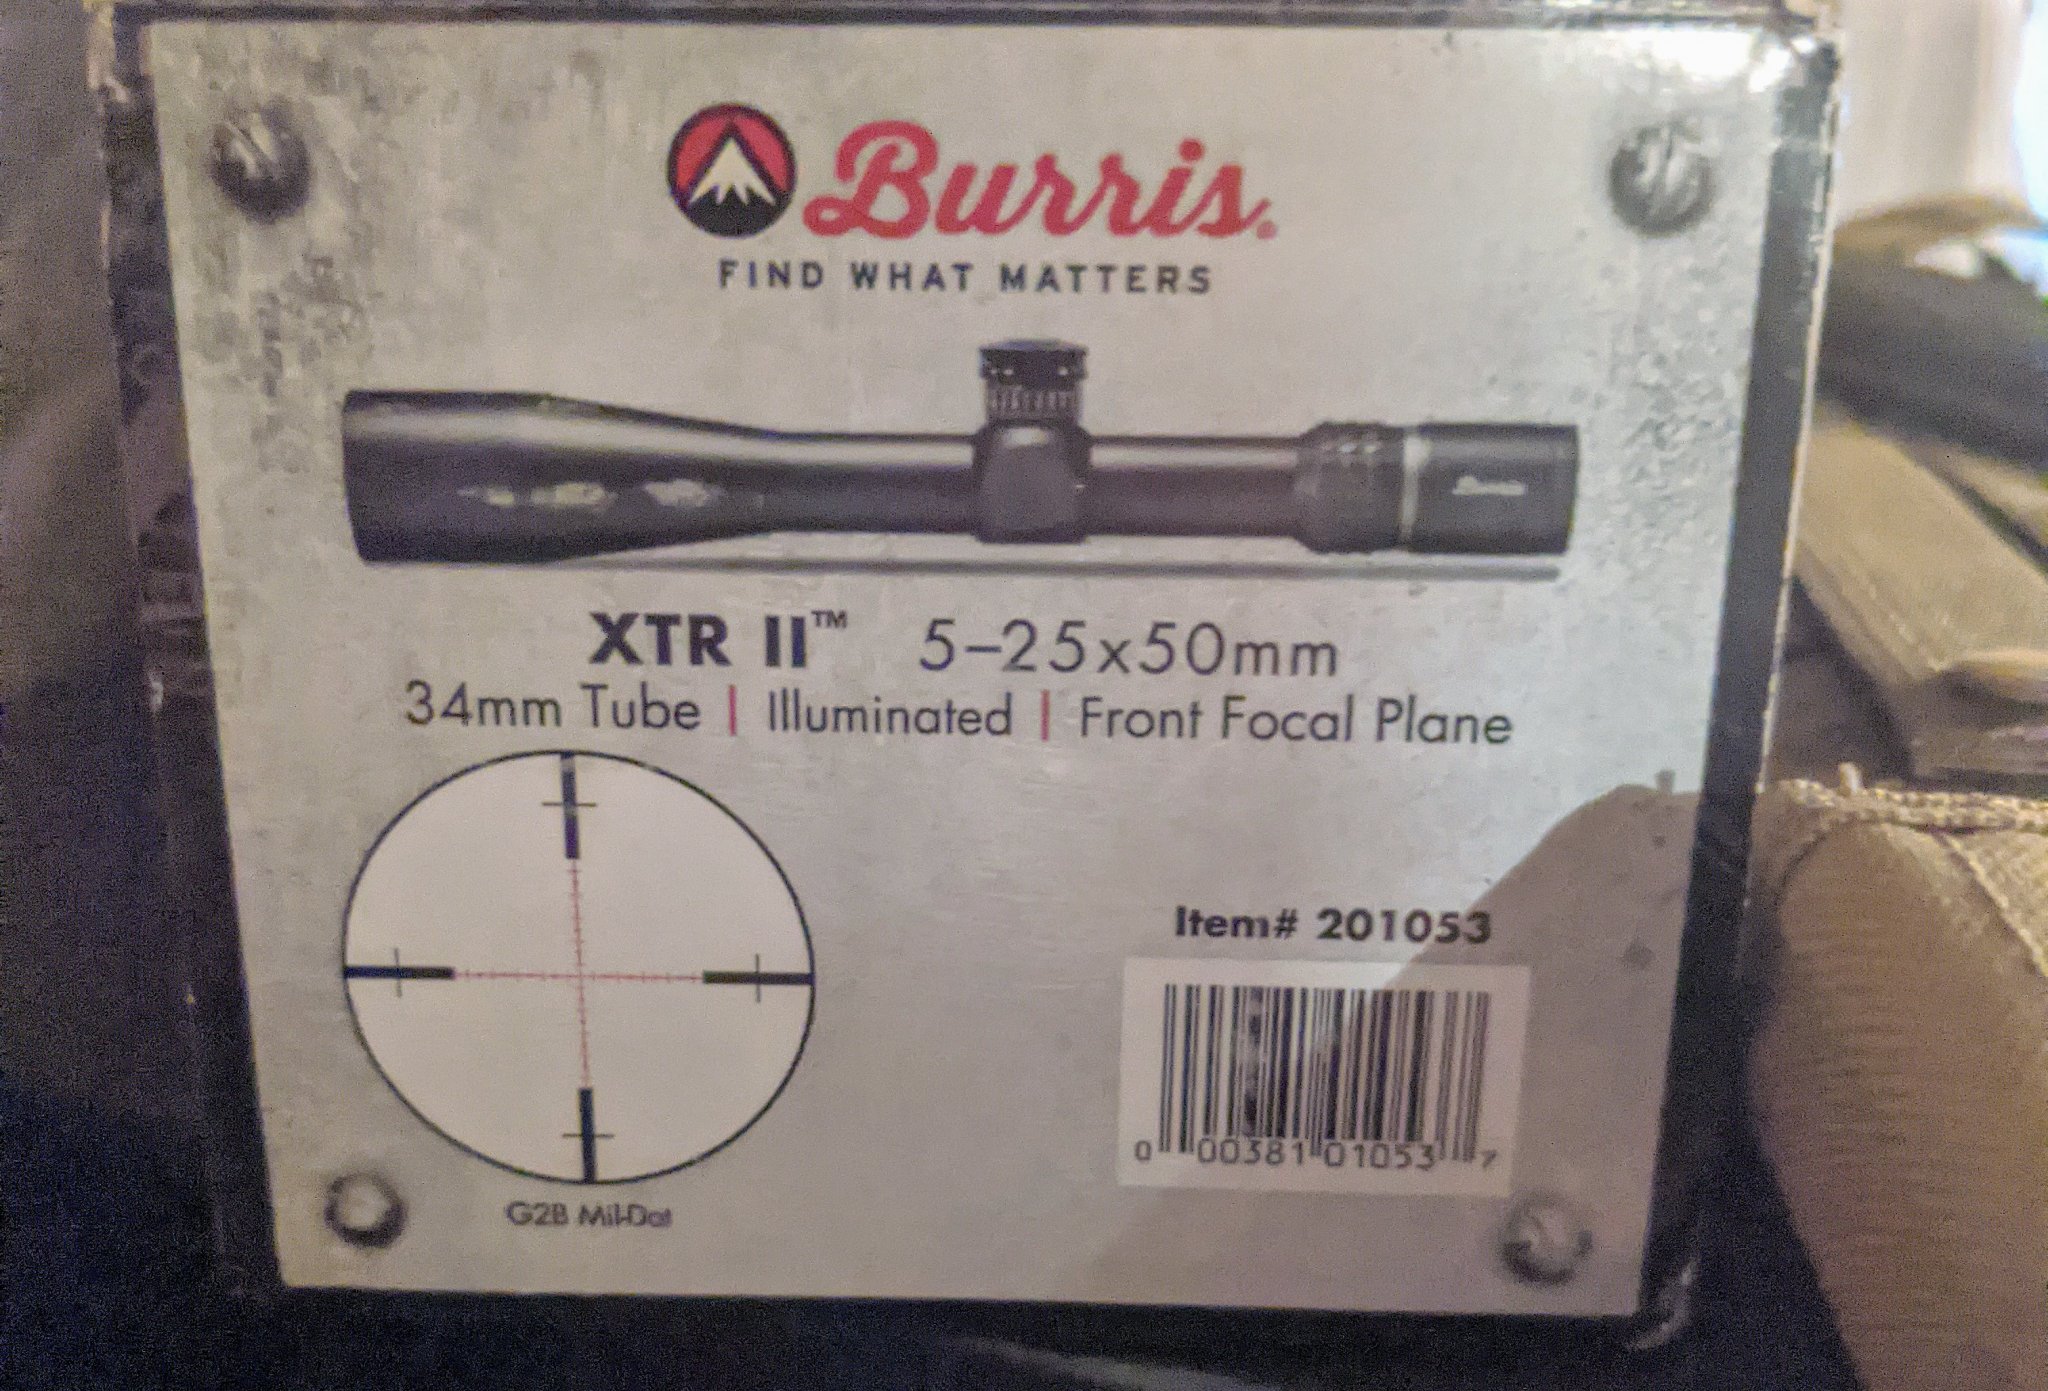 Burris®
FIND WHAT MATTERS
Burris
XTR II™ 5–25x50mm
34mm Tube | Illuminated | Front Focal Plane
G2B Mil-Dot
Item# 201053
0 00381 01053 7